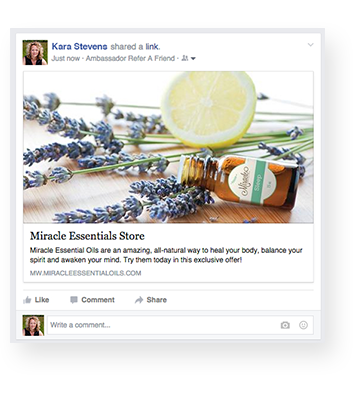 Kara Stevens shared a link.
Just now · Ambassador Refer A Friend ·
Miracle
Sleep
Miracle Essentials Store
Miracle Essential Oils are an amazing, all-natural way to heal your body, balance your
spirit and awaken your mind. Try them today in this exclusive offer!
MW.MIRACLEESSENTIALOILS.COM
Like Comment Share
Write a comment...